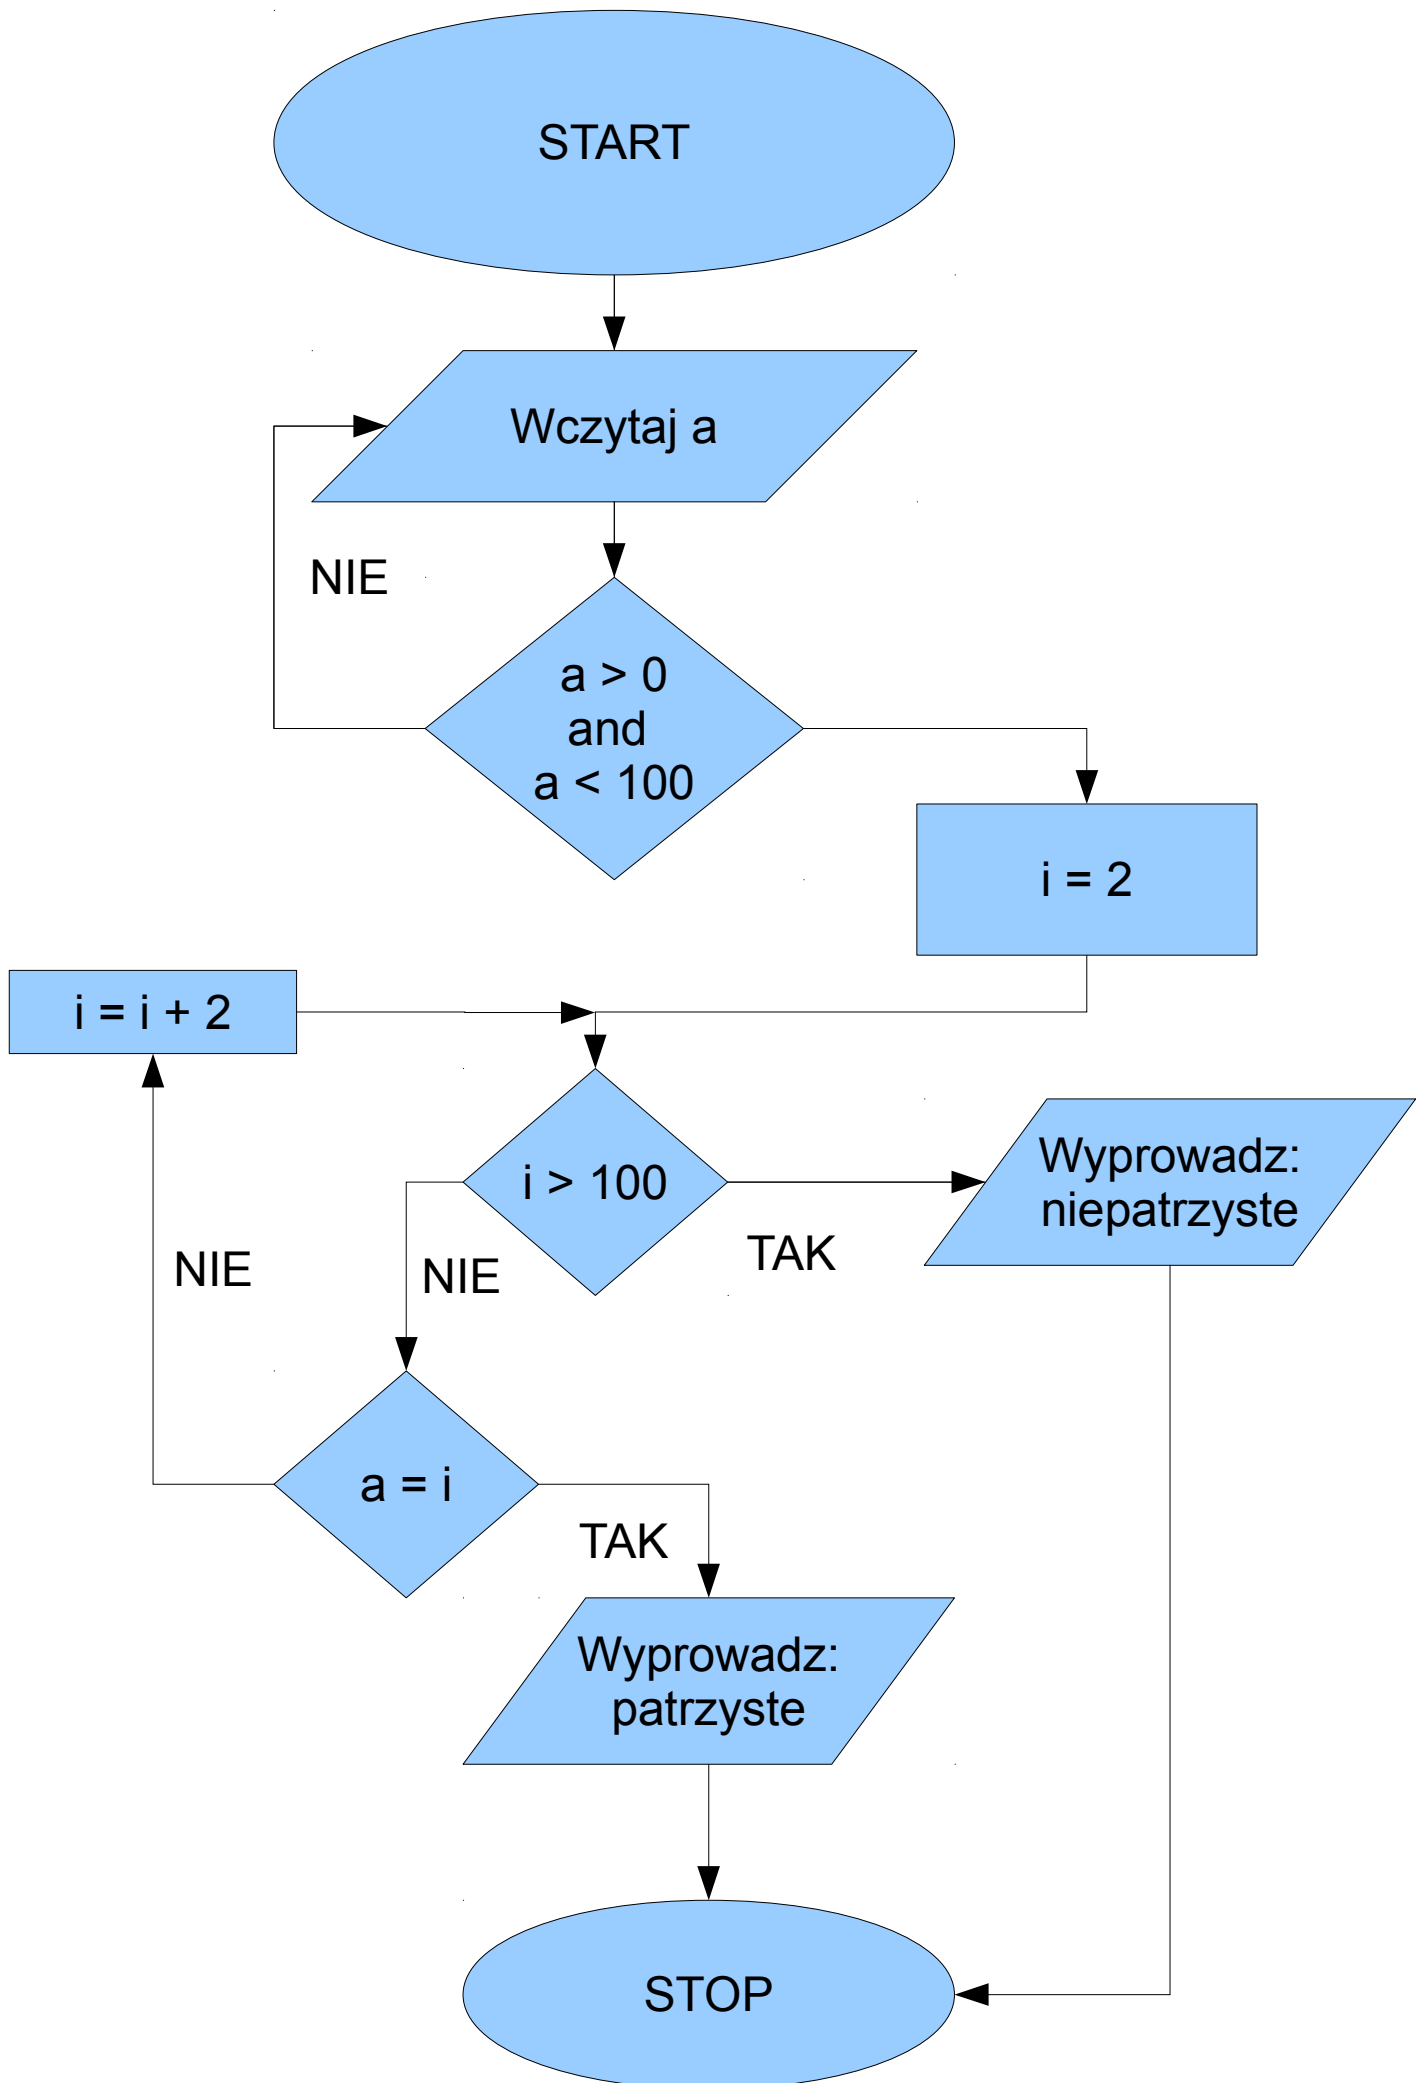 START
Wczytaj a
NIE
a > 0
and
a < 100
i = 2
i = i + 2
i > 100
Wyprowadz:
niepatrzyste
NIE
NIE
TAK
a = i
TAK
Wyprowadz:
patrzyste
STOP